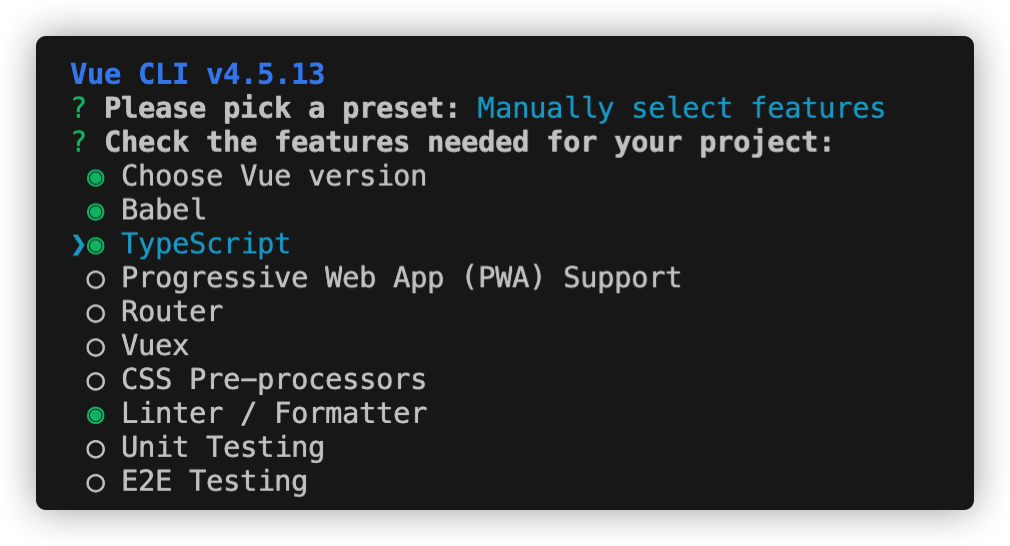 Vue CLI v4.5.13
? Please pick a preset: Manually select features
? Check the features needed for your project:
◉ Choose Vue version
◉ Babel
❯◉ TypeScript
◯ Progressive Web App (PWA) Support
◯ Router
◯ Vuex
◯ CSS Pre-processors
◉ Linter / Formatter
◯ Unit Testing
◯ E2E Testing